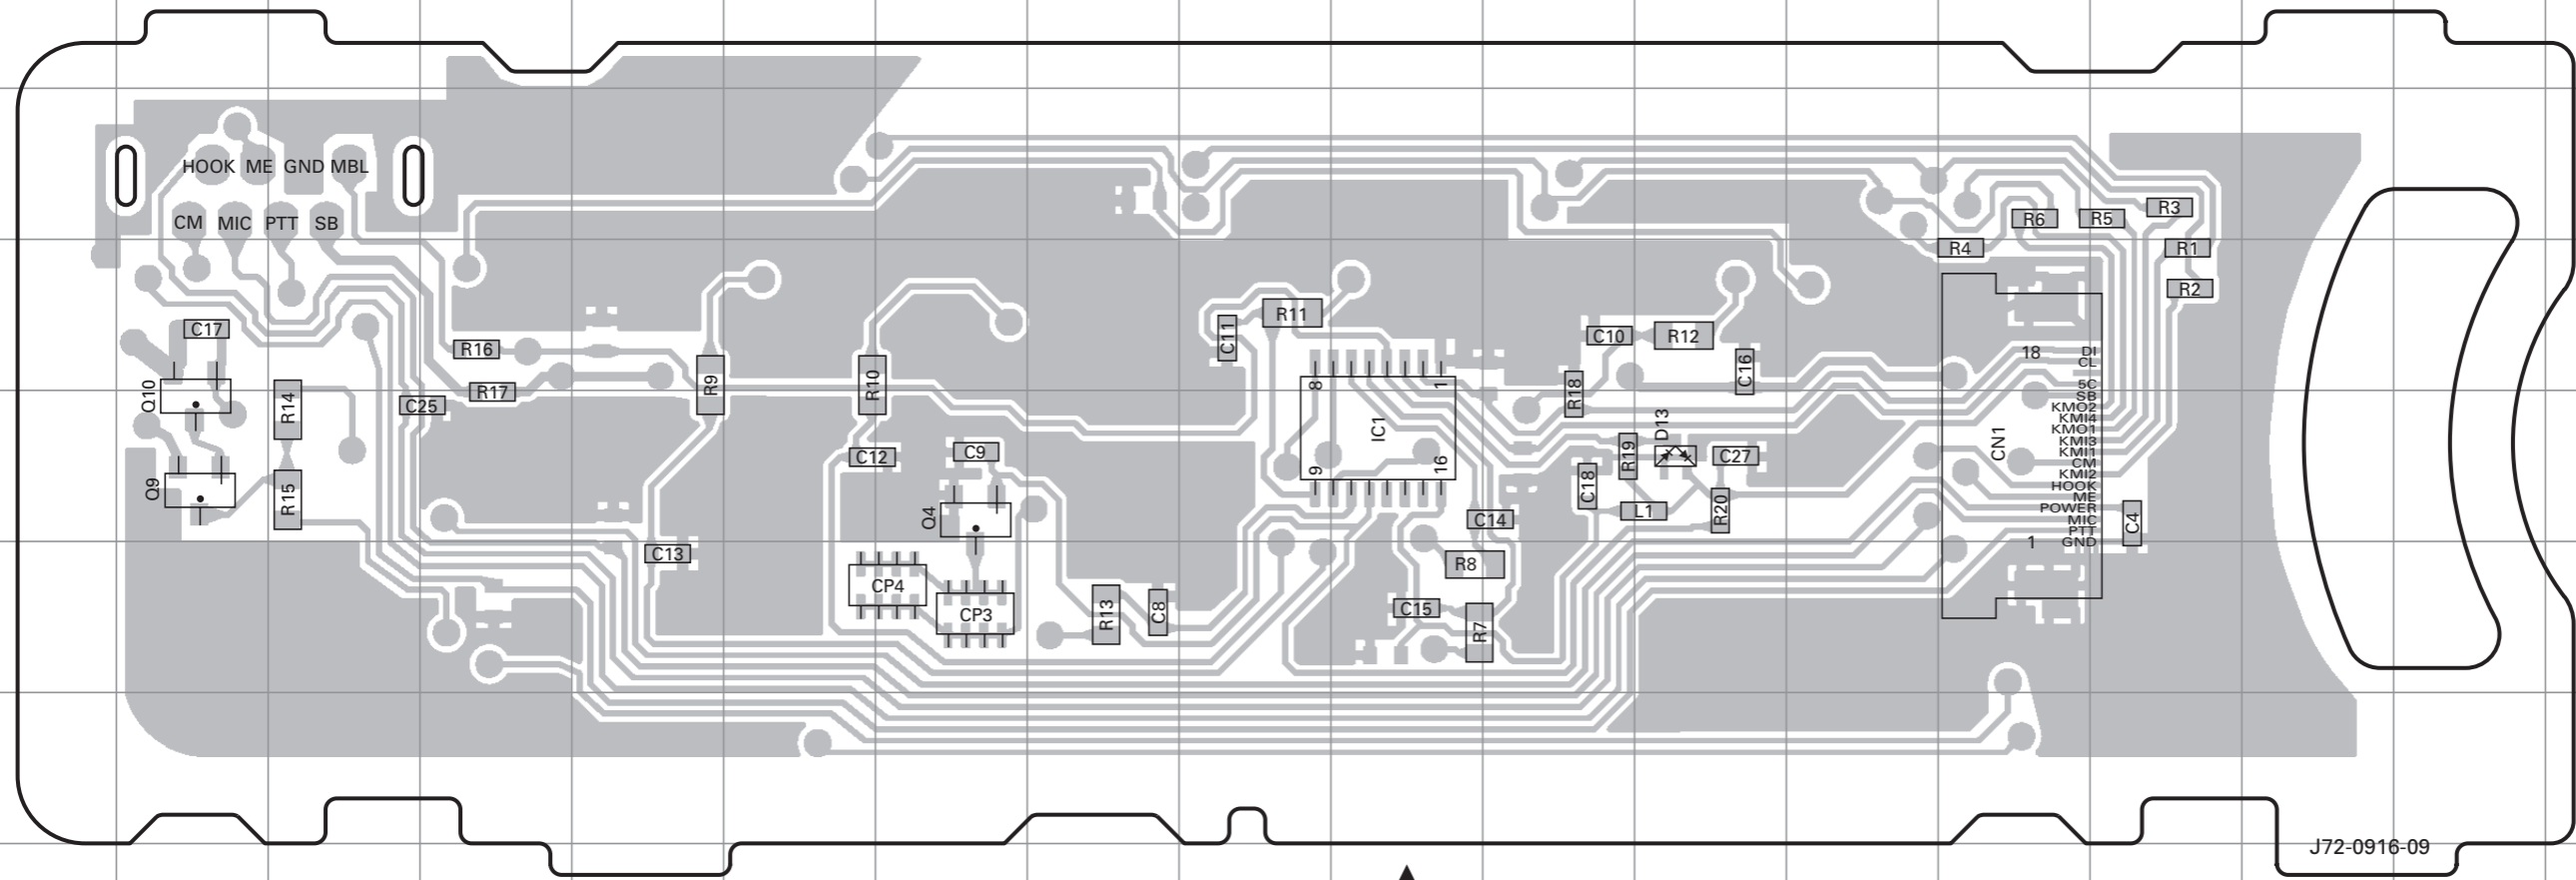 HOOK ME GND MBL
CM MIC PTT SB
R6 R5 R3
R4 R1
R2
C17 R16 R11 C11 C10 R12 C16
Q10 R14 C25 R17 R9 R10 R18
8 1
IC1
9 16
Q9 R15 C12 C9 Q4
R19 D13 C27 C18 L1 R20 C14
C13 CP4 CP3 R13 C8 R8 C15 R7
CN1
18 DI
CL
5C
SB
KMO2
KMI4
KMO1
KMI3
KMI1
CM
KMI2
HOOK
ME
POWER
MIC
PTT
1 GND
C4
J72-0916-09